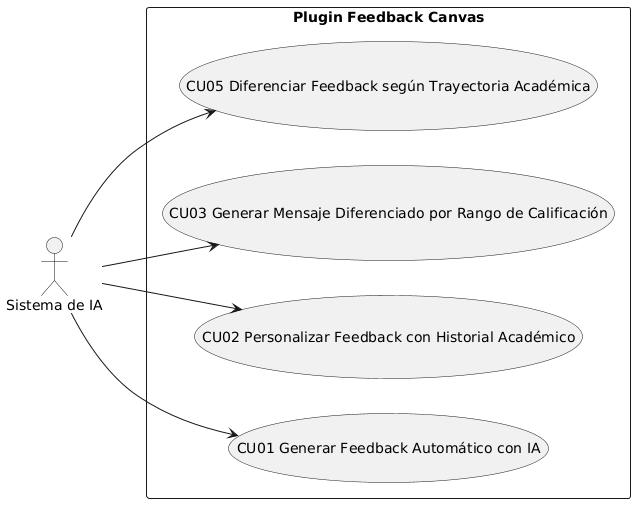 Plugin Feedback Canvas
CU05 Diferenciar Feedback según Trayectoria Académica
CU03 Generar Mensaje Diferenciado por Rango de Calificación
Sistema de IA
CU02 Personalizar Feedback con Historial Académico
CU01 Generar Feedback Automático con IA